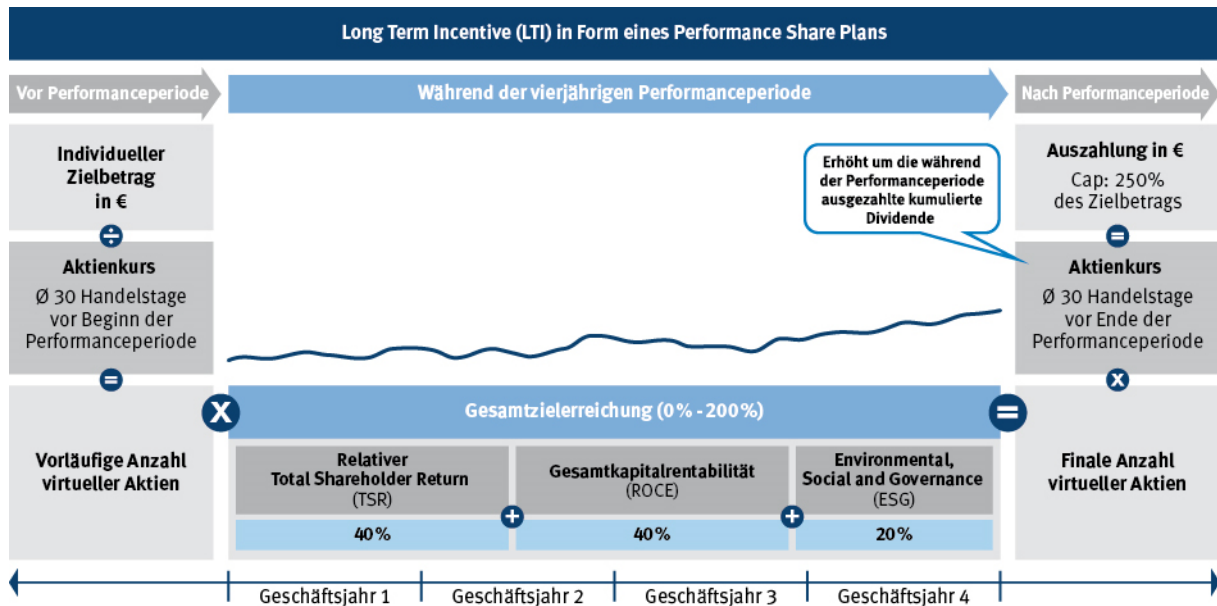 Long Term Incentive (LTI) in Form eines Performance Share Plans
Vor Performanceperiode
Während der vierjährigen Performanceperiode
Nach Performanceperiode
Individueller
Zielbetrag
in €
÷
Aktienkurs
Ø 30 Handelstage
vor Beginn der
Performanceperiode
=
Vorläufige Anzahl
virtueller Aktien
Erhöht um die während
der Performanceperiode
ausgezahlte kumulierte
Dividende
x
Gesamtzielerreichung (0% - 200%)
=
Relativer
Total Shareholder Return
(TSR)
40%
+
Gesamtkapitalrentabilität
(ROCE)
40%
+
Environmental,
Social and Governance
(ESG)
20%
Auszahlung in €
Cap: 250%
des Zielbetrags
=
Aktienkurs
Ø 30 Handelstage
vor Ende der
Performanceperiode
x
Finale Anzahl
virtueller Aktien
Geschäftsjahr 1
Geschäftsjahr 2
Geschäftsjahr 3
Geschäftsjahr 4